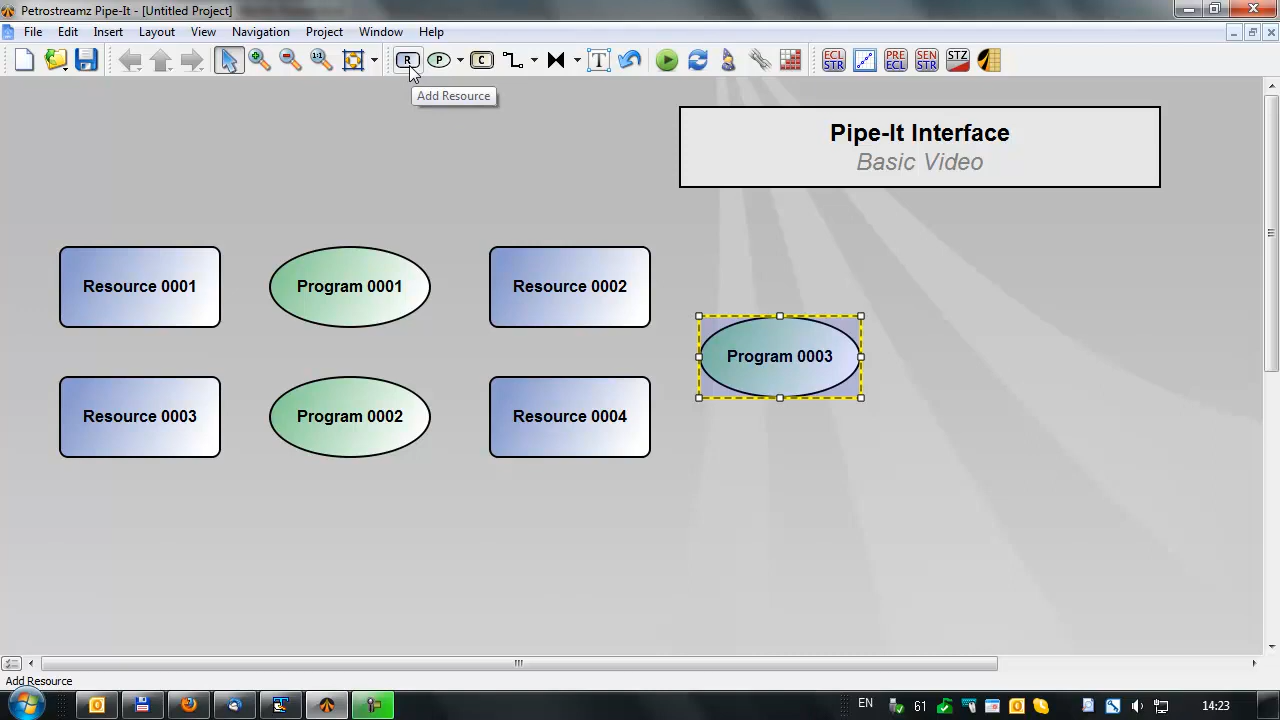 Petrostreamz Pipe-It - [Untitled Project]
File Edit Insert Layout View Navigation Project Window Help
1:1 R P C T ECL STR PRE ECL SEN STR STZ
Add Resource
Pipe-It Interface
Basic Video
Resource 0001 Program 0001 Resource 0002
Program 0003
Resource 0003 Program 0002 Resource 0004
Add Resource
EN 61 14:23